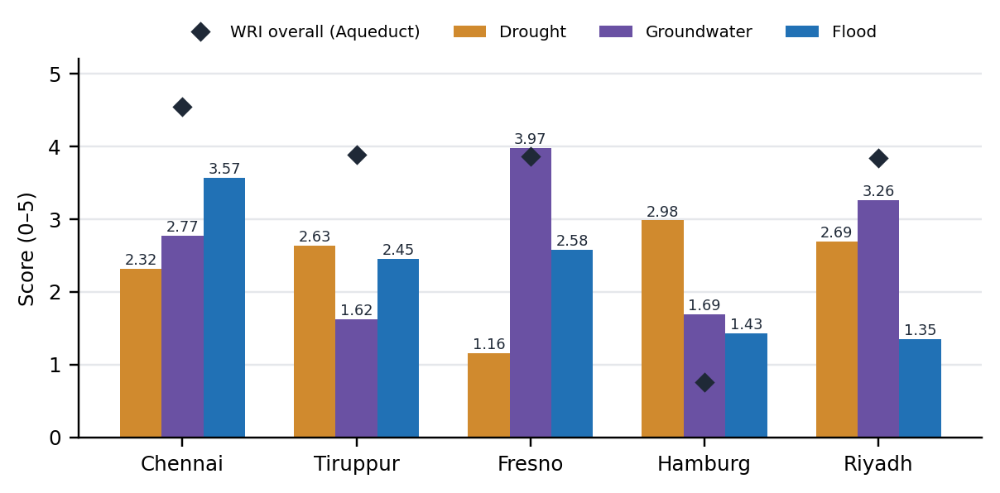 WRI overall (Aqueduct) Drought Groundwater Flood
Score (0–5)
5
4
3
2
1
0
2.32 2.77 3.57
2.63 1.62 2.45
1.16 3.97 2.58
2.98 1.69 1.43
2.69 3.26 1.35
Chennai Tiruppur Fresno Hamburg Riyadh